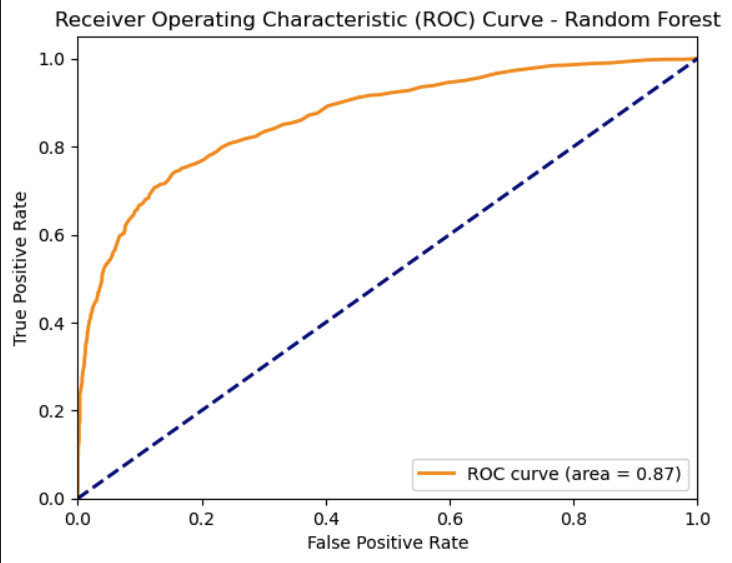 Receiver Operating Characteristic (ROC) Curve - Random Forest
1.0
0.8
0.6
0.4
0.2
0.0
True Positive Rate
ROC curve (area = 0.87)
0.0 0.2 0.4 0.6 0.8 1.0
False Positive Rate